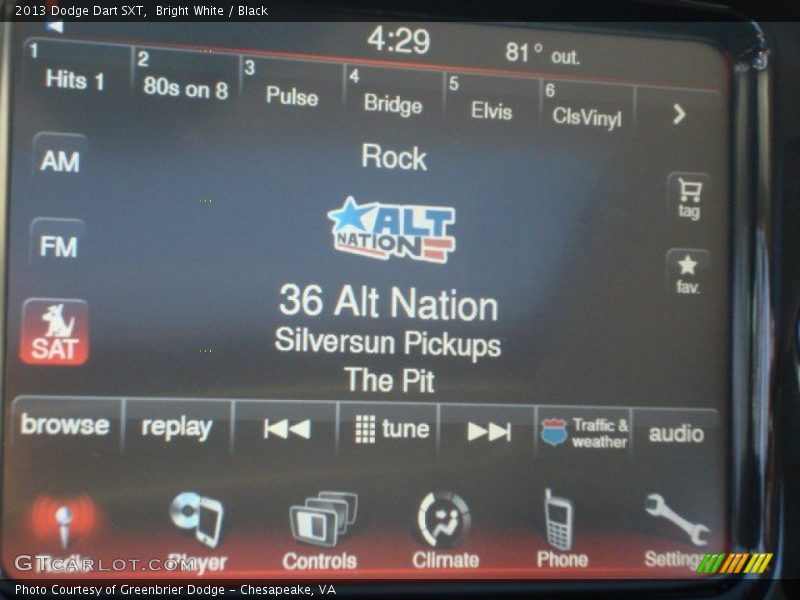 2013 Dodge Dart SXT,  Bright White / Black
4:29
81° out.
1 Hits 1
2 80s on 8
3 Pulse
4 Bridge
5 Elvis
6 ClsVinyl
AM
Rock
tag
ALT NATION
FM
fav.
36 Alt Nation
SAT
Silversun Pickups
The Pit
browse
replay
tune
Traffic & weather
audio
Player
Controls
Climate
Phone
Settings
GTCARLOT.COM
Photo Courtesy of Greenbrier Dodge - Chesapeake, VA